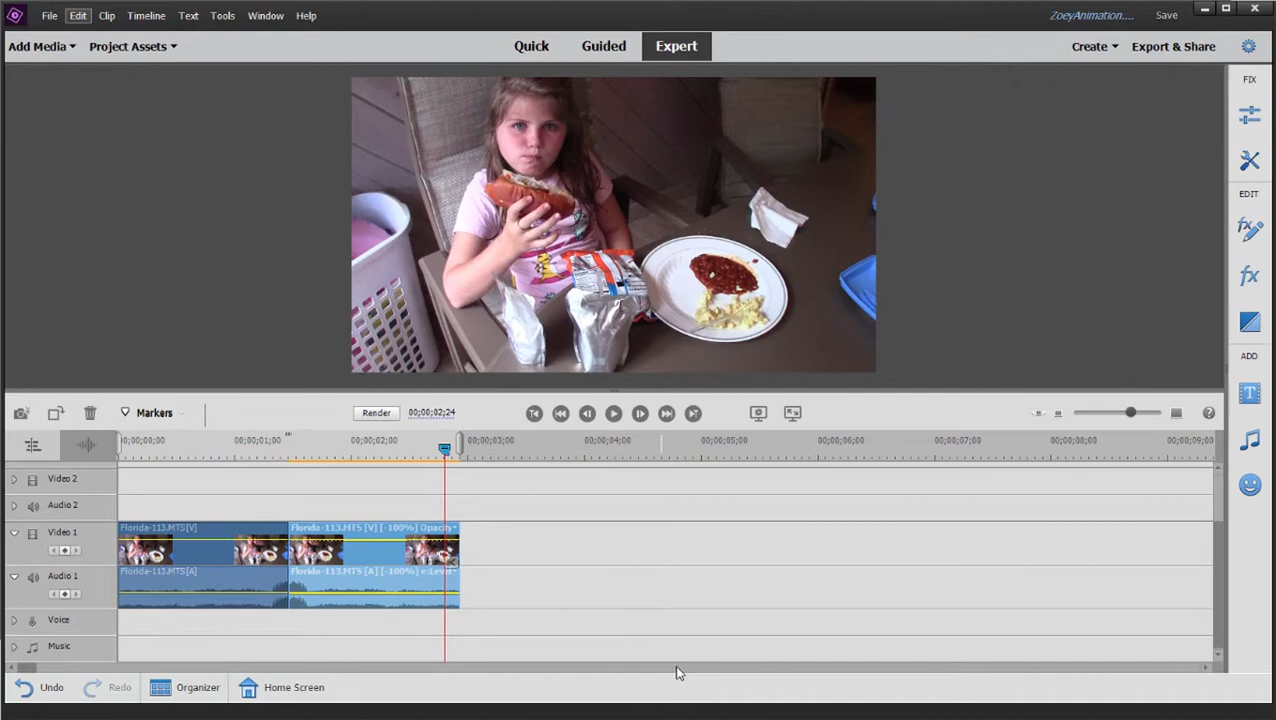 File Edit Clip Timeline Text Tools Window Help ZoeyAnimation.... Save
Add Media Project Assets Quick Guided Expert Create Export & Share
FIX
EDIT
ADD
Markers Render 00;00;02;24
;00;00;00 00;00;01;00 00;00;02;00 00;00;03;00 00;00;04;00 00;00;05;00 00;00;06;00 00;00;07;00 00;00;08;00 00;00;09;00
Video 2
Audio 2
Video 1 Florida-113.MTS[V] Florida-113.MTS [V] [-100%] Opacity
Audio 1 Florida-113.MTS[A] Florida-113.MTS [A] [-100%] e:Level
Voice
Music
Undo Redo Organizer Home Screen